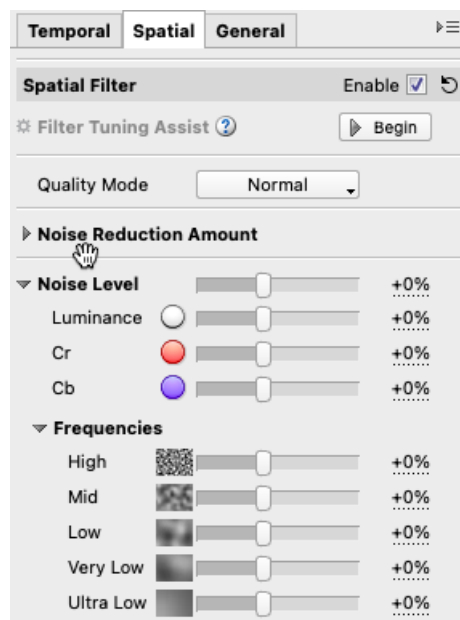 Temporal Spatial General
Spatial Filter Enable
Filter Tuning Assist ? Begin
Quality Mode Normal
Noise Reduction Amount
Noise Level +0%
Luminance +0%
Cr +0%
Cb +0%
Frequencies
High +0%
Mid +0%
Low +0%
Very Low +0%
Ultra Low +0%